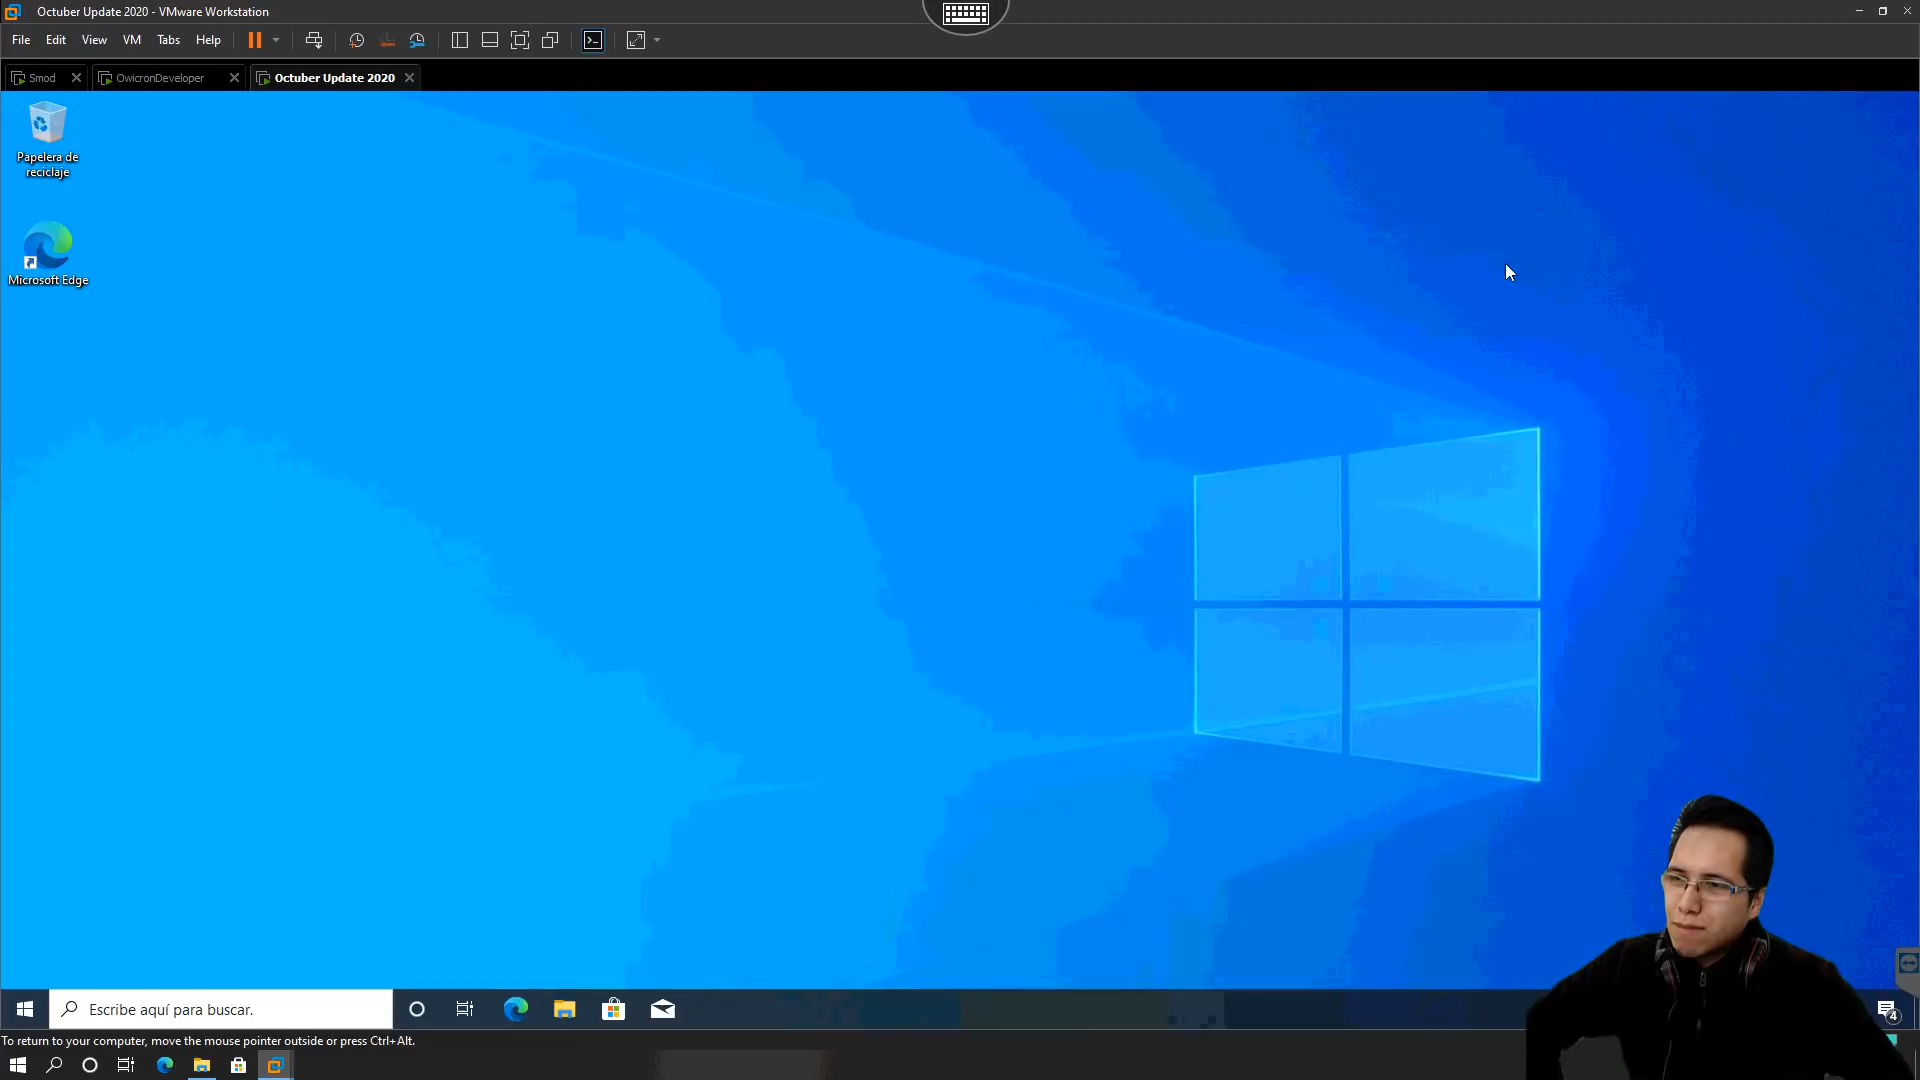 Octuber Update 2020 - VMware Workstation
File Edit View VM Tabs Help
Smod
OwicronDeveloper
Octuber Update 2020
Papelera de
reciclaje
Microsoft Edge
Escribe aquí para buscar.
4
To return to your computer, move the mouse pointer outside or press Ctrl+Alt.